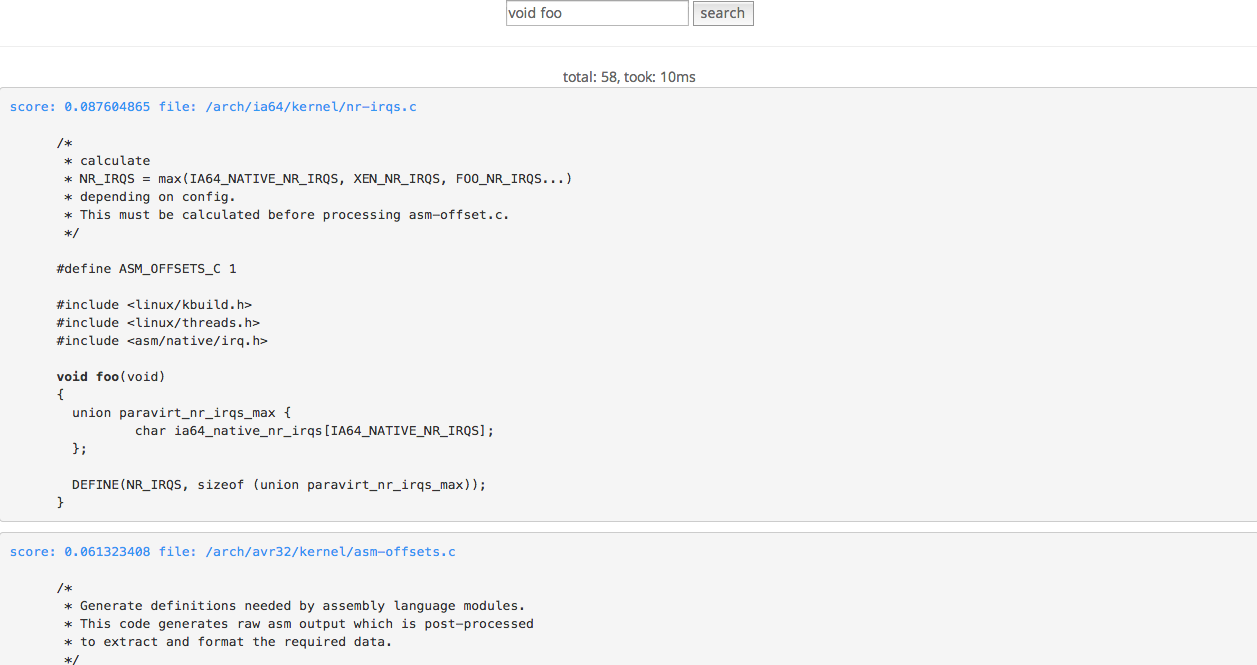 void foo search
total: 58, took: 10ms
score: 0.087604865 file: /arch/ia64/kernel/nr-irqs.c
/*
* calculate
* NR_IRQS = max(IA64_NATIVE_NR_IRQS, XEN_NR_IRQS, FOO_NR_IRQS...)
* depending on config.
* This must be calculated before processing asm-offset.c.
*/
#define ASM_OFFSETS_C 1
#include <linux/kbuild.h>
#include <linux/threads.h>
#include <asm/native/irq.h>
void foo(void)
{
union paravirt_nr_irqs_max {
char ia64_native_nr_irqs[IA64_NATIVE_NR_IRQS];
};
DEFINE(NR_IRQS, sizeof (union paravirt_nr_irqs_max));
}
score: 0.061323408 file: /arch/avr32/kernel/asm-offsets.c
/*
* Generate definitions needed by assembly language modules.
* This code generates raw asm output which is post-processed
* to extract and format the required data.
*/